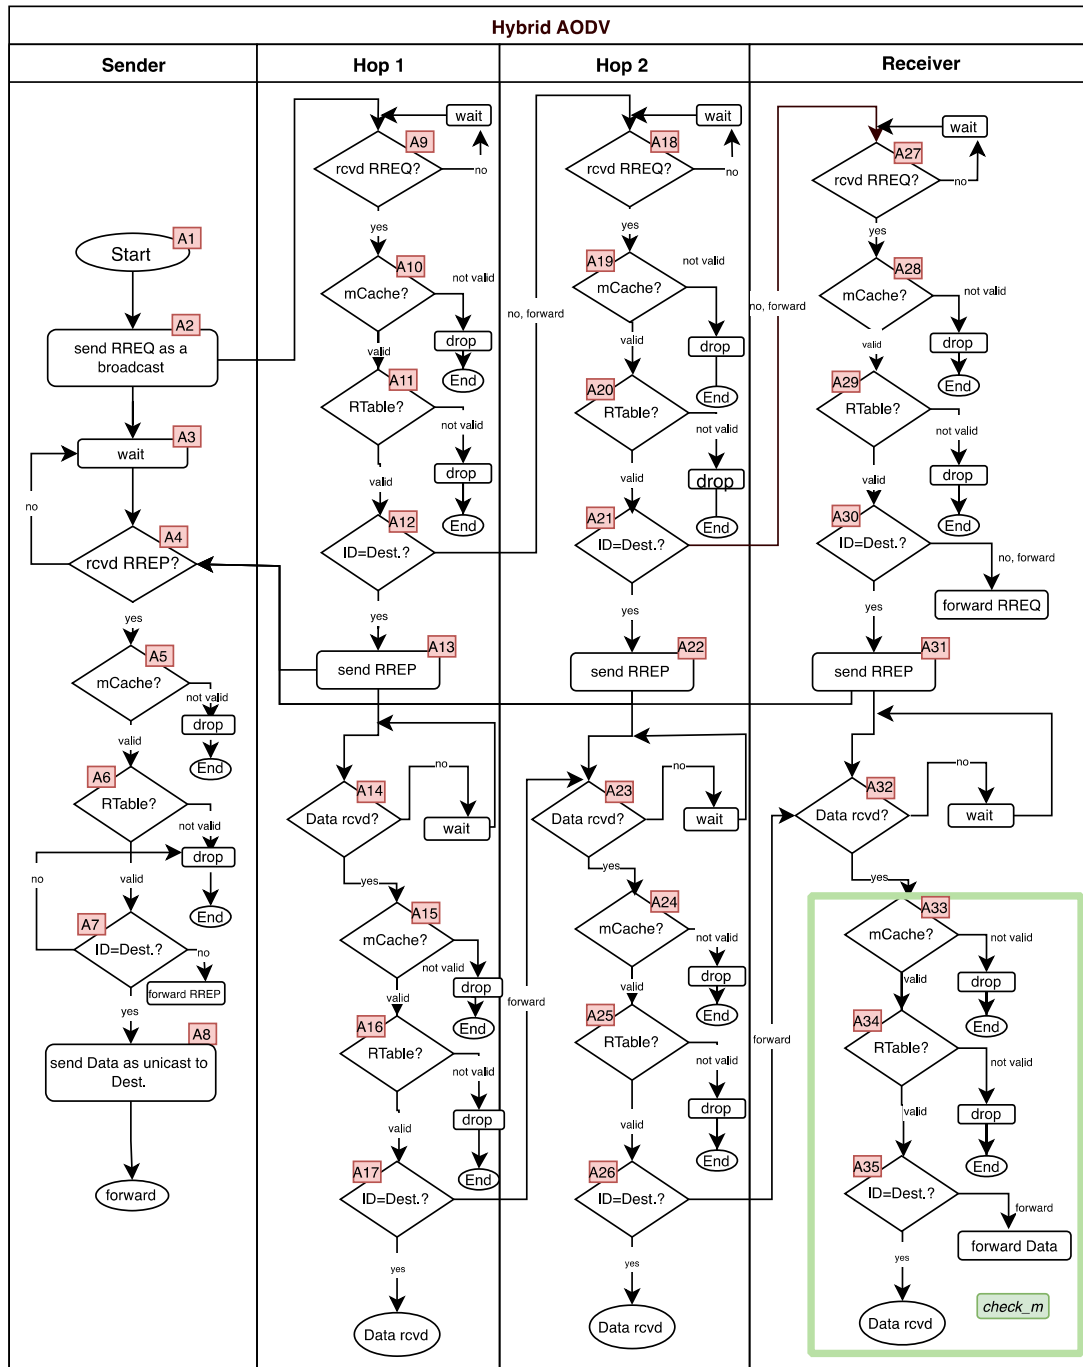 Hybrid AODV
Sender
Hop 1
Hop 2
Receiver
A1
Start
A2
send RREQ as a
broadcast
A3
wait
no
A4
rcvd RREP?
yes
A5
mCache?
not valid
drop
End
valid
A6
RTable?
not valid
drop
End
no
valid
A7
ID=Dest.?
no
forward RREP
yes
A8
send Data as unicast to
Dest.
forward
wait
A9
rcvd RREQ?
no
yes
A10
mCache?
not valid
drop
End
valid
A11
RTable?
not valid
drop
End
valid
A12
ID=Dest.?
no, forward
yes
A13
send RREP
A14
Data rcvd?
no
wait
yes
A15
mCache?
not valid
drop
End
valid
A16
RTable?
not valid
drop
End
valid
A17
ID=Dest.?
forward
yes
Data rcvd
wait
A18
rcvd RREQ?
no
yes
A19
mCache?
not valid
drop
End
valid
A20
RTable?
not valid
drop
End
valid
A21
ID=Dest.?
no, forward
yes
A22
send RREP
A23
Data rcvd?
no
wait
yes
A24
mCache?
not valid
drop
End
valid
A25
RTable?
not valid
drop
End
valid
A26
ID=Dest.?
forward
yes
Data rcvd
wait
A27
rcvd RREQ?
no
yes
A28
mCache?
not valid
drop
End
valid
A29
RTable?
not valid
drop
End
valid
A30
ID=Dest.?
no, forward
forward RREQ
yes
A31
send RREP
A32
Data rcvd?
no
wait
yes
A33
mCache?
not valid
drop
End
valid
A34
RTable?
not valid
drop
End
valid
A35
ID=Dest.?
forward
forward Data
yes
Data rcvd
check_m